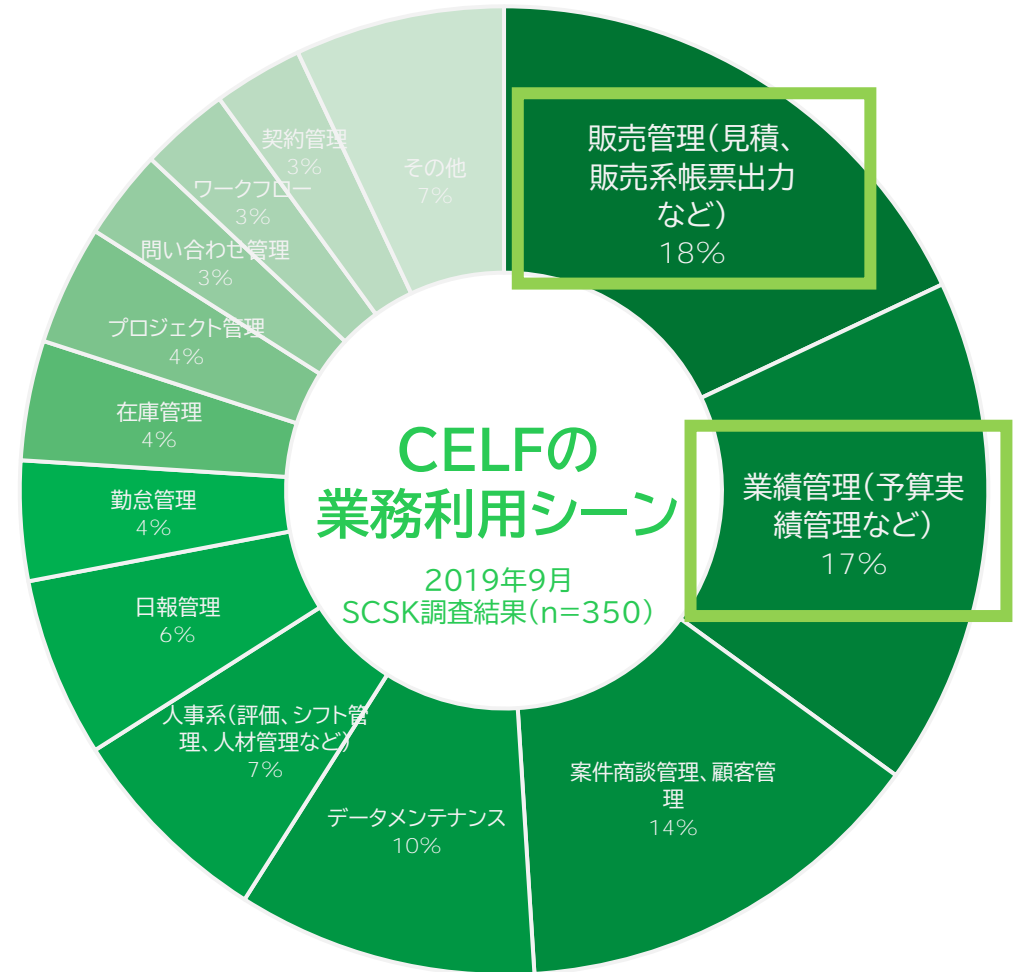 販売管理(見積、
販売系帳票出力
など)
18%
業績管理(予算実
績管理など)
17%
案件商談管理、顧客管
理
14%
データメンテナンス
10%
人事系(評価、シフト管
理、人材管理など)
7%
日報管理
6%
勤怠管理
4%
在庫管理
4%
プロジェクト管理
4%
問い合わせ管理
3%
ワークフロー
3%
契約管理
3%
その他
7%
CELFの
業務利用シーン
2019年9月
SCSK調査結果(n=350)